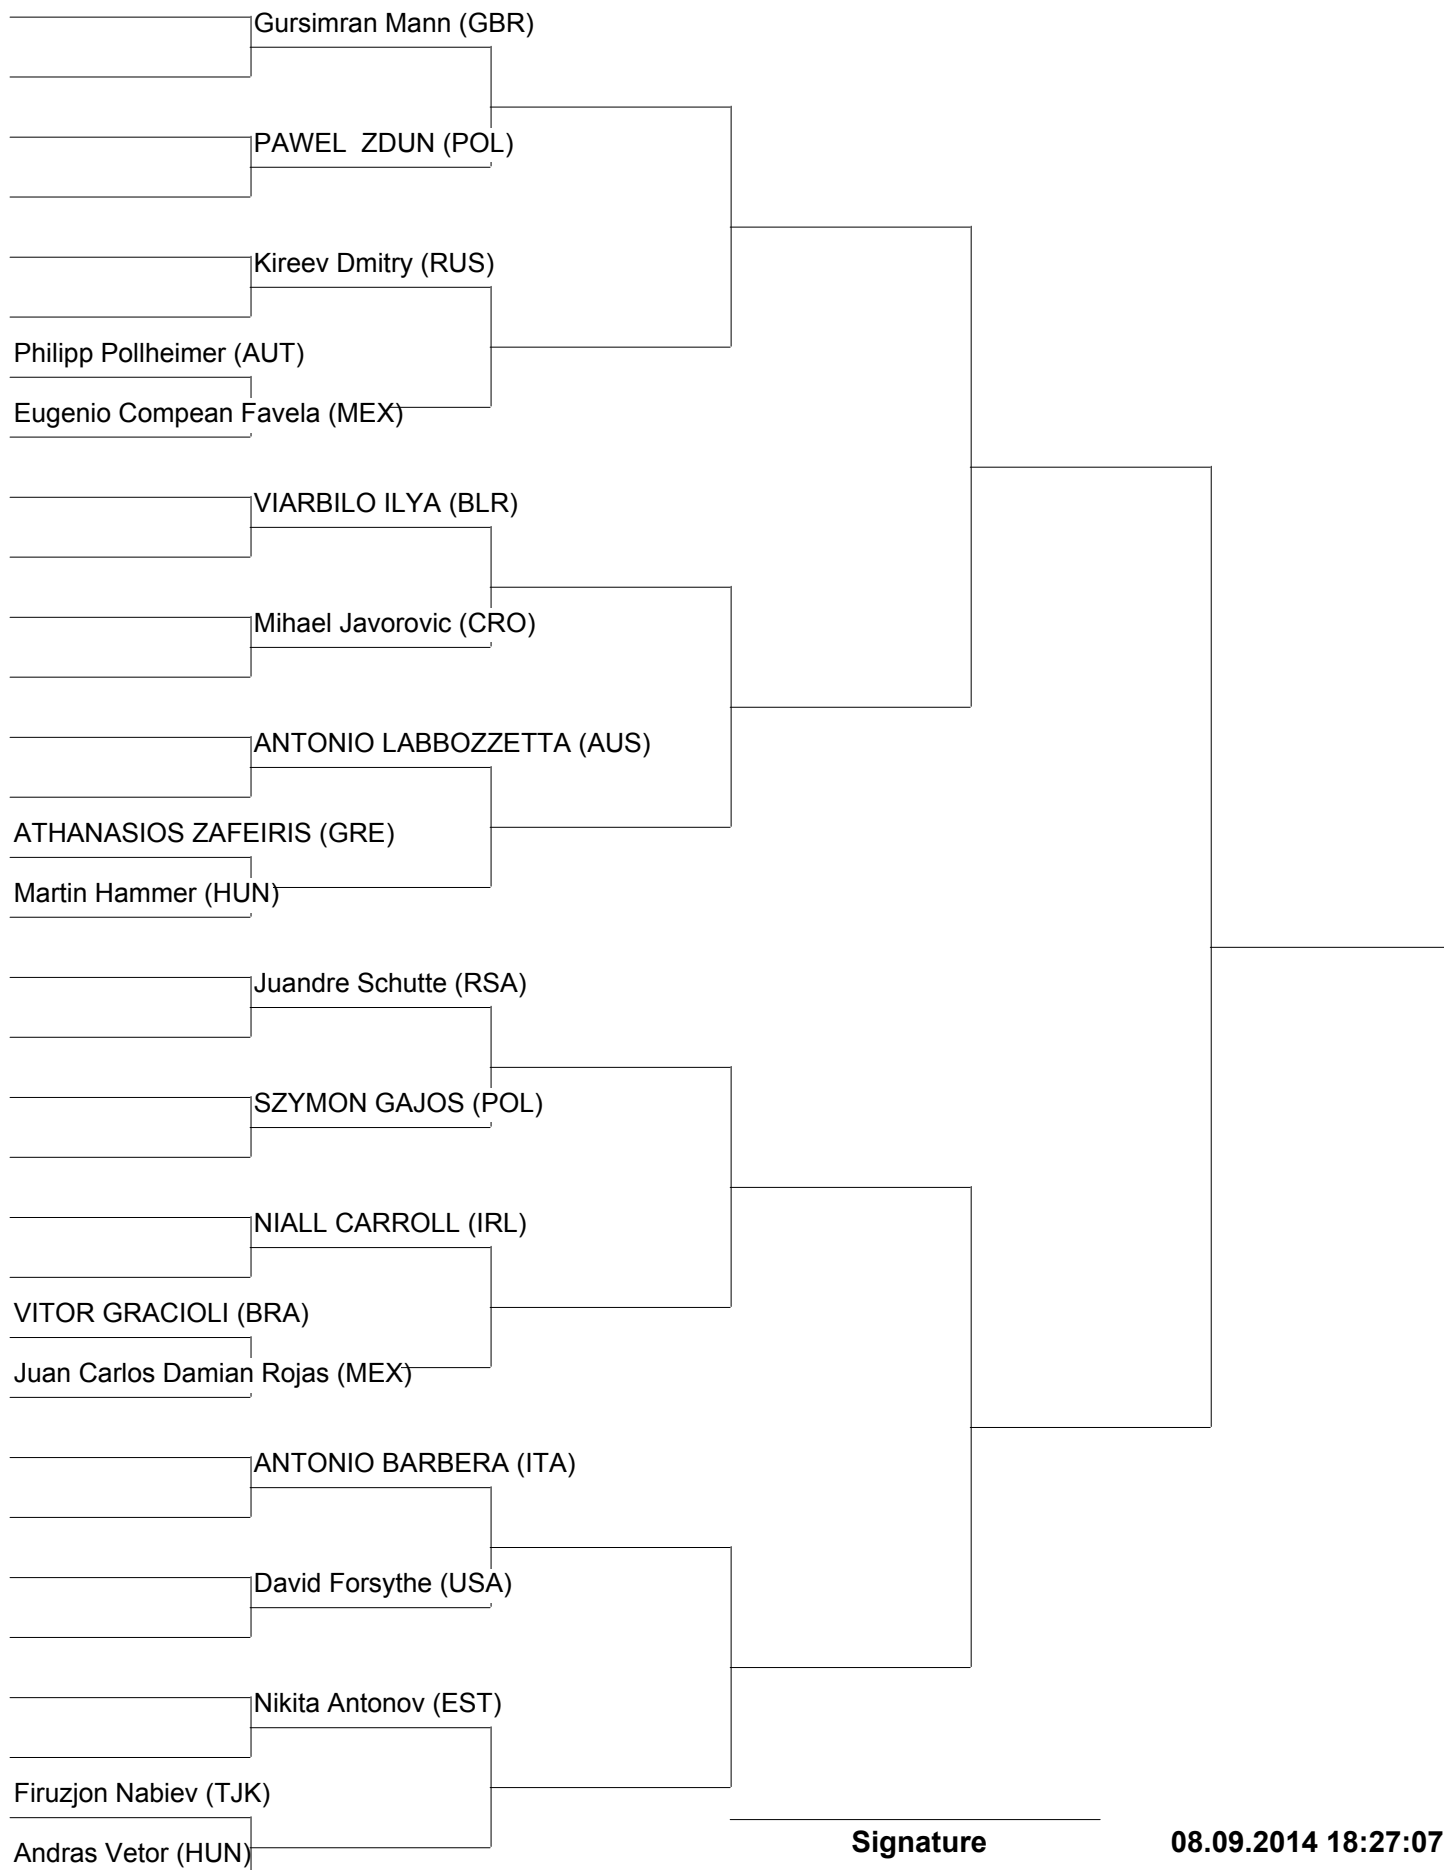 Gursimran Mann (GBR)
PAWEL  ZDUN (POL)
Kireev Dmitry (RUS)
Philipp Pollheimer (AUT)
Eugenio Compean Favela (MEX)
VIARBILO ILYA (BLR)
Mihael Javorovic (CRO)
ANTONIO LABBOZZETTA (AUS)
ATHANASIOS ZAFEIRIS (GRE)
Martin Hammer (HUN)
Juandre Schutte (RSA)
SZYMON GAJOS (POL)
NIALL CARROLL (IRL)
VITOR GRACIOLI (BRA)
Juan Carlos Damian Rojas (MEX)
ANTONIO BARBERA (ITA)
David Forsythe (USA)
Nikita Antonov (EST)
Firuzjon Nabiev (TJK)
Andras Vetor (HUN)
Signature
08.09.2014 18:27:07